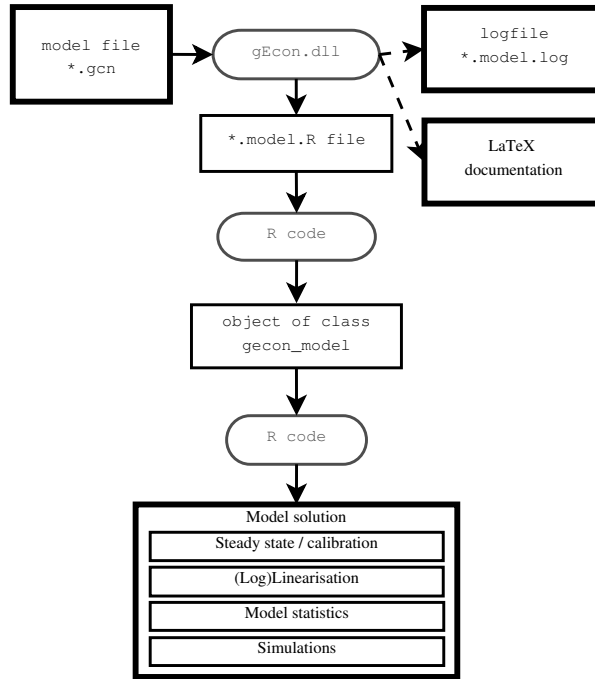 model file
*.gcn
gEcon.dll
logfile
*.model.log
*.model.R file
LaTeX
documentation
R code
object of class
gecon_model
R code
Model solution
Steady state / calibration
(Log)Linearisation
Model statistics
Simulations